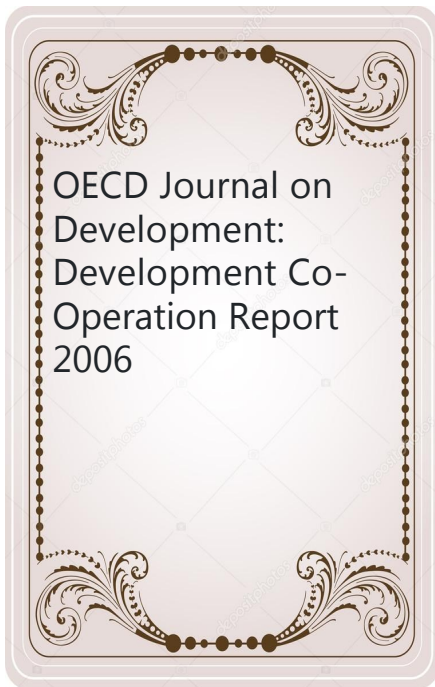 OECD Journal on
Development:
Development Co-
Operation Report
2006